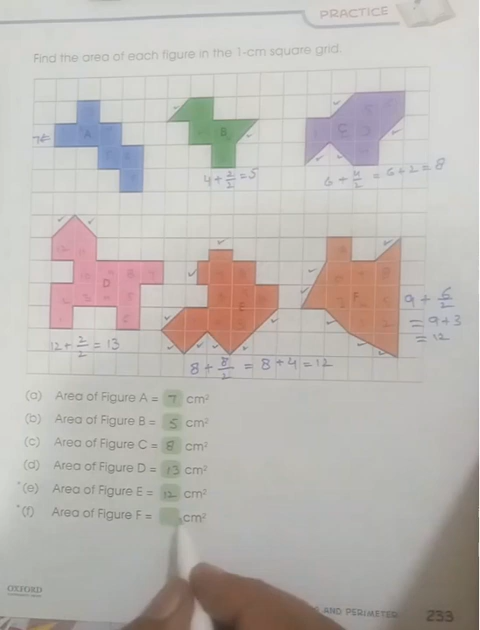 PRACTICE
Find the area of each figure in the 1-cm square grid.
7 A
B
C
4 + 2/2 = 5
6 + 4/2 = 6 + 2 = 8
D
E
F
12 + 2/2 = 13
8 + 8/2 = 8 + 4 = 12
9 + 6/2
= 9 + 3
= 12
(a) Area of Figure A = 7 cm²
(b) Area of Figure B = 5 cm²
(c) Area of Figure C = 8 cm²
(d) Area of Figure D = 13 cm²
*(e) Area of Figure E = 12 cm²
*(f) Area of Figure F = cm²
OXFORD
AND PERIMETER 233